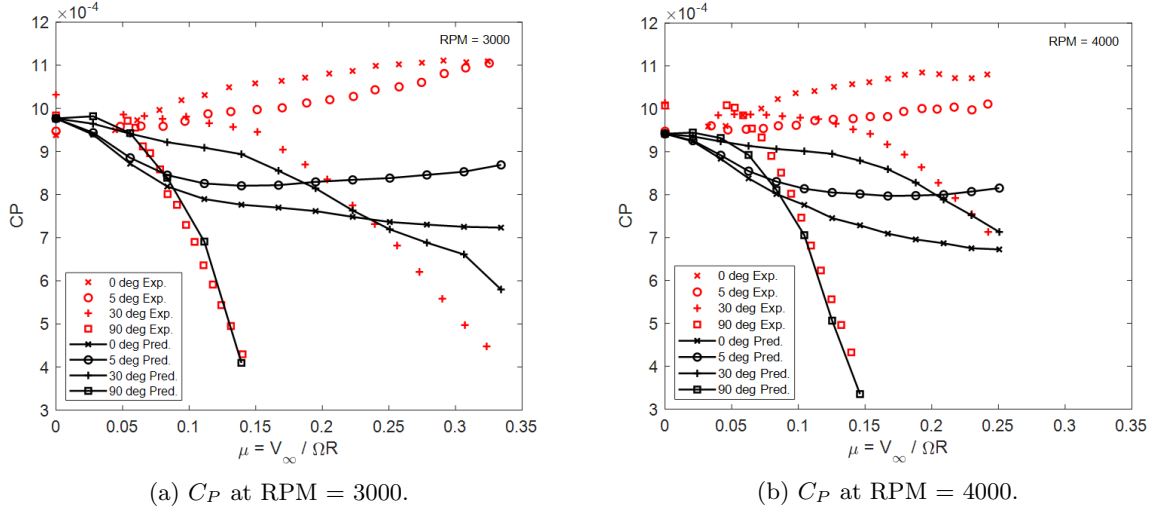 12 ×10⁻⁴
RPM = 3000
11
10
9
8
7
6
5
4
3
CP
0 deg Exp.
5 deg Exp.
30 deg Exp.
90 deg Exp.
0 deg Pred.
5 deg Pred.
30 deg Pred.
90 deg Pred.
0 0.05 0.1 0.15 0.2 0.25 0.3 0.35
μ = V∞ / ΩR
(a) C_P at RPM = 3000.
12 ×10⁻⁴
RPM = 4000
11
10
9
8
7
6
5
4
3
CP
0 deg Exp.
5 deg Exp.
30 deg Exp.
90 deg Exp.
0 deg Pred.
5 deg Pred.
30 deg Pred.
90 deg Pred.
0 0.05 0.1 0.15 0.2 0.25 0.3 0.35
μ = V∞ / ΩR
(b) C_P at RPM = 4000.